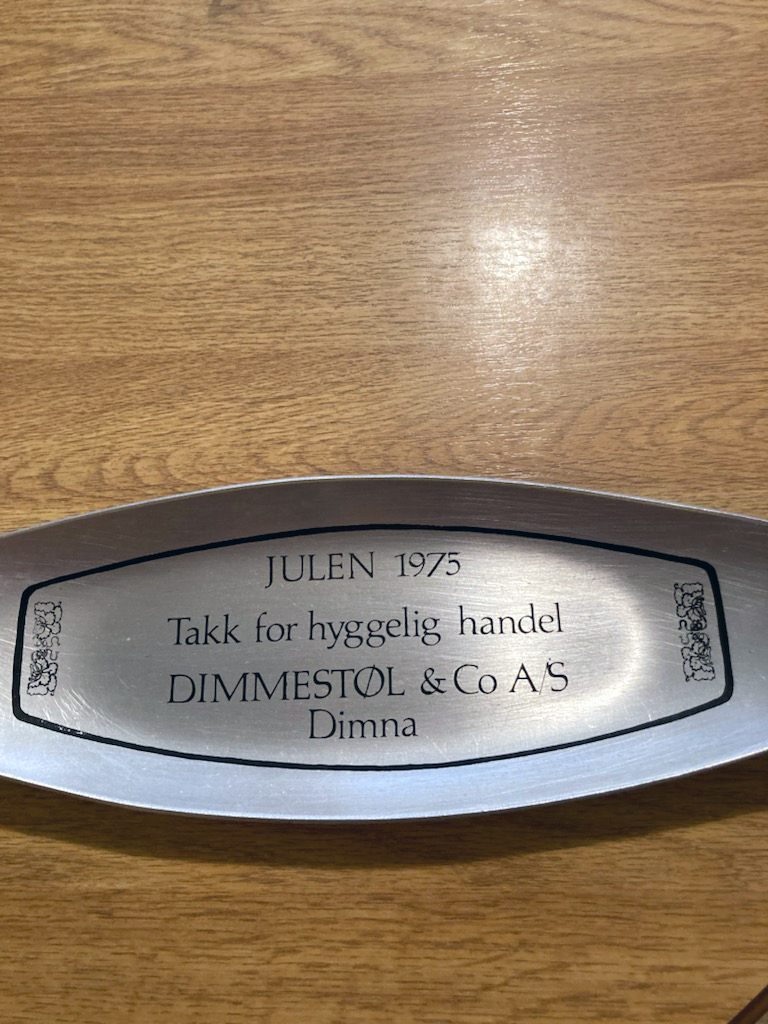 JULEN 1975
Takk for hyggelig handel
DIMMESTØL & Co A/S
Dimna